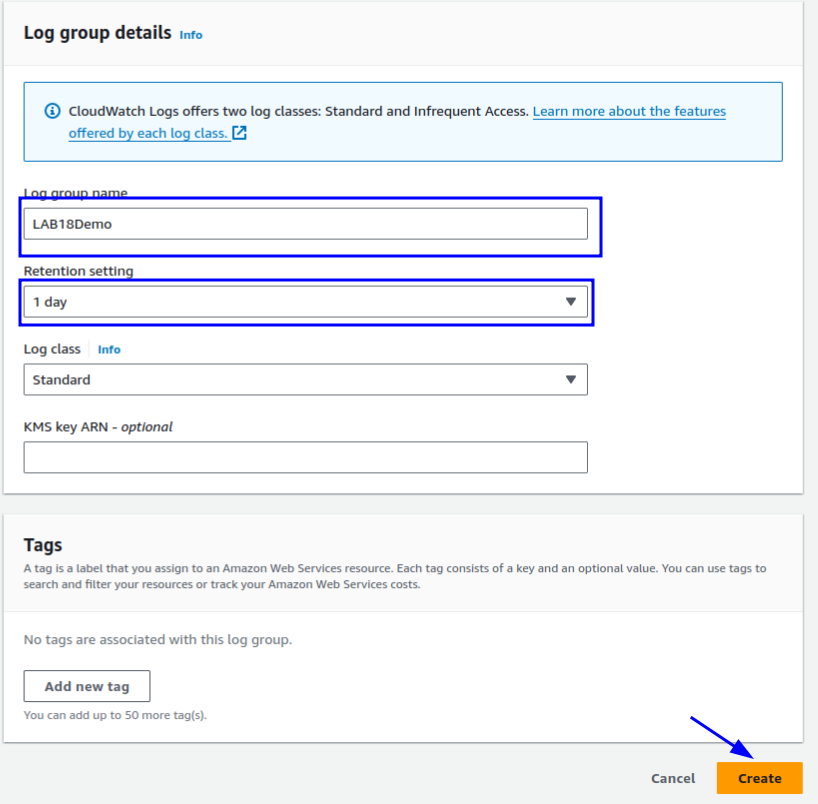 Log group details Info
CloudWatch Logs offers two log classes: Standard and Infrequent Access. Learn more about the features
offered by each log class.
Log group name
LAB18Demo
Retention setting
1 day
Log class Info
Standard
KMS key ARN - optional
Tags
A tag is a label that you assign to an Amazon Web Services resource. Each tag consists of a key and an optional value. You can use tags to
search and filter your resources or track your Amazon Web Services costs.
No tags are associated with this log group.
Add new tag
You can add up to 50 more tag(s).
Cancel Create